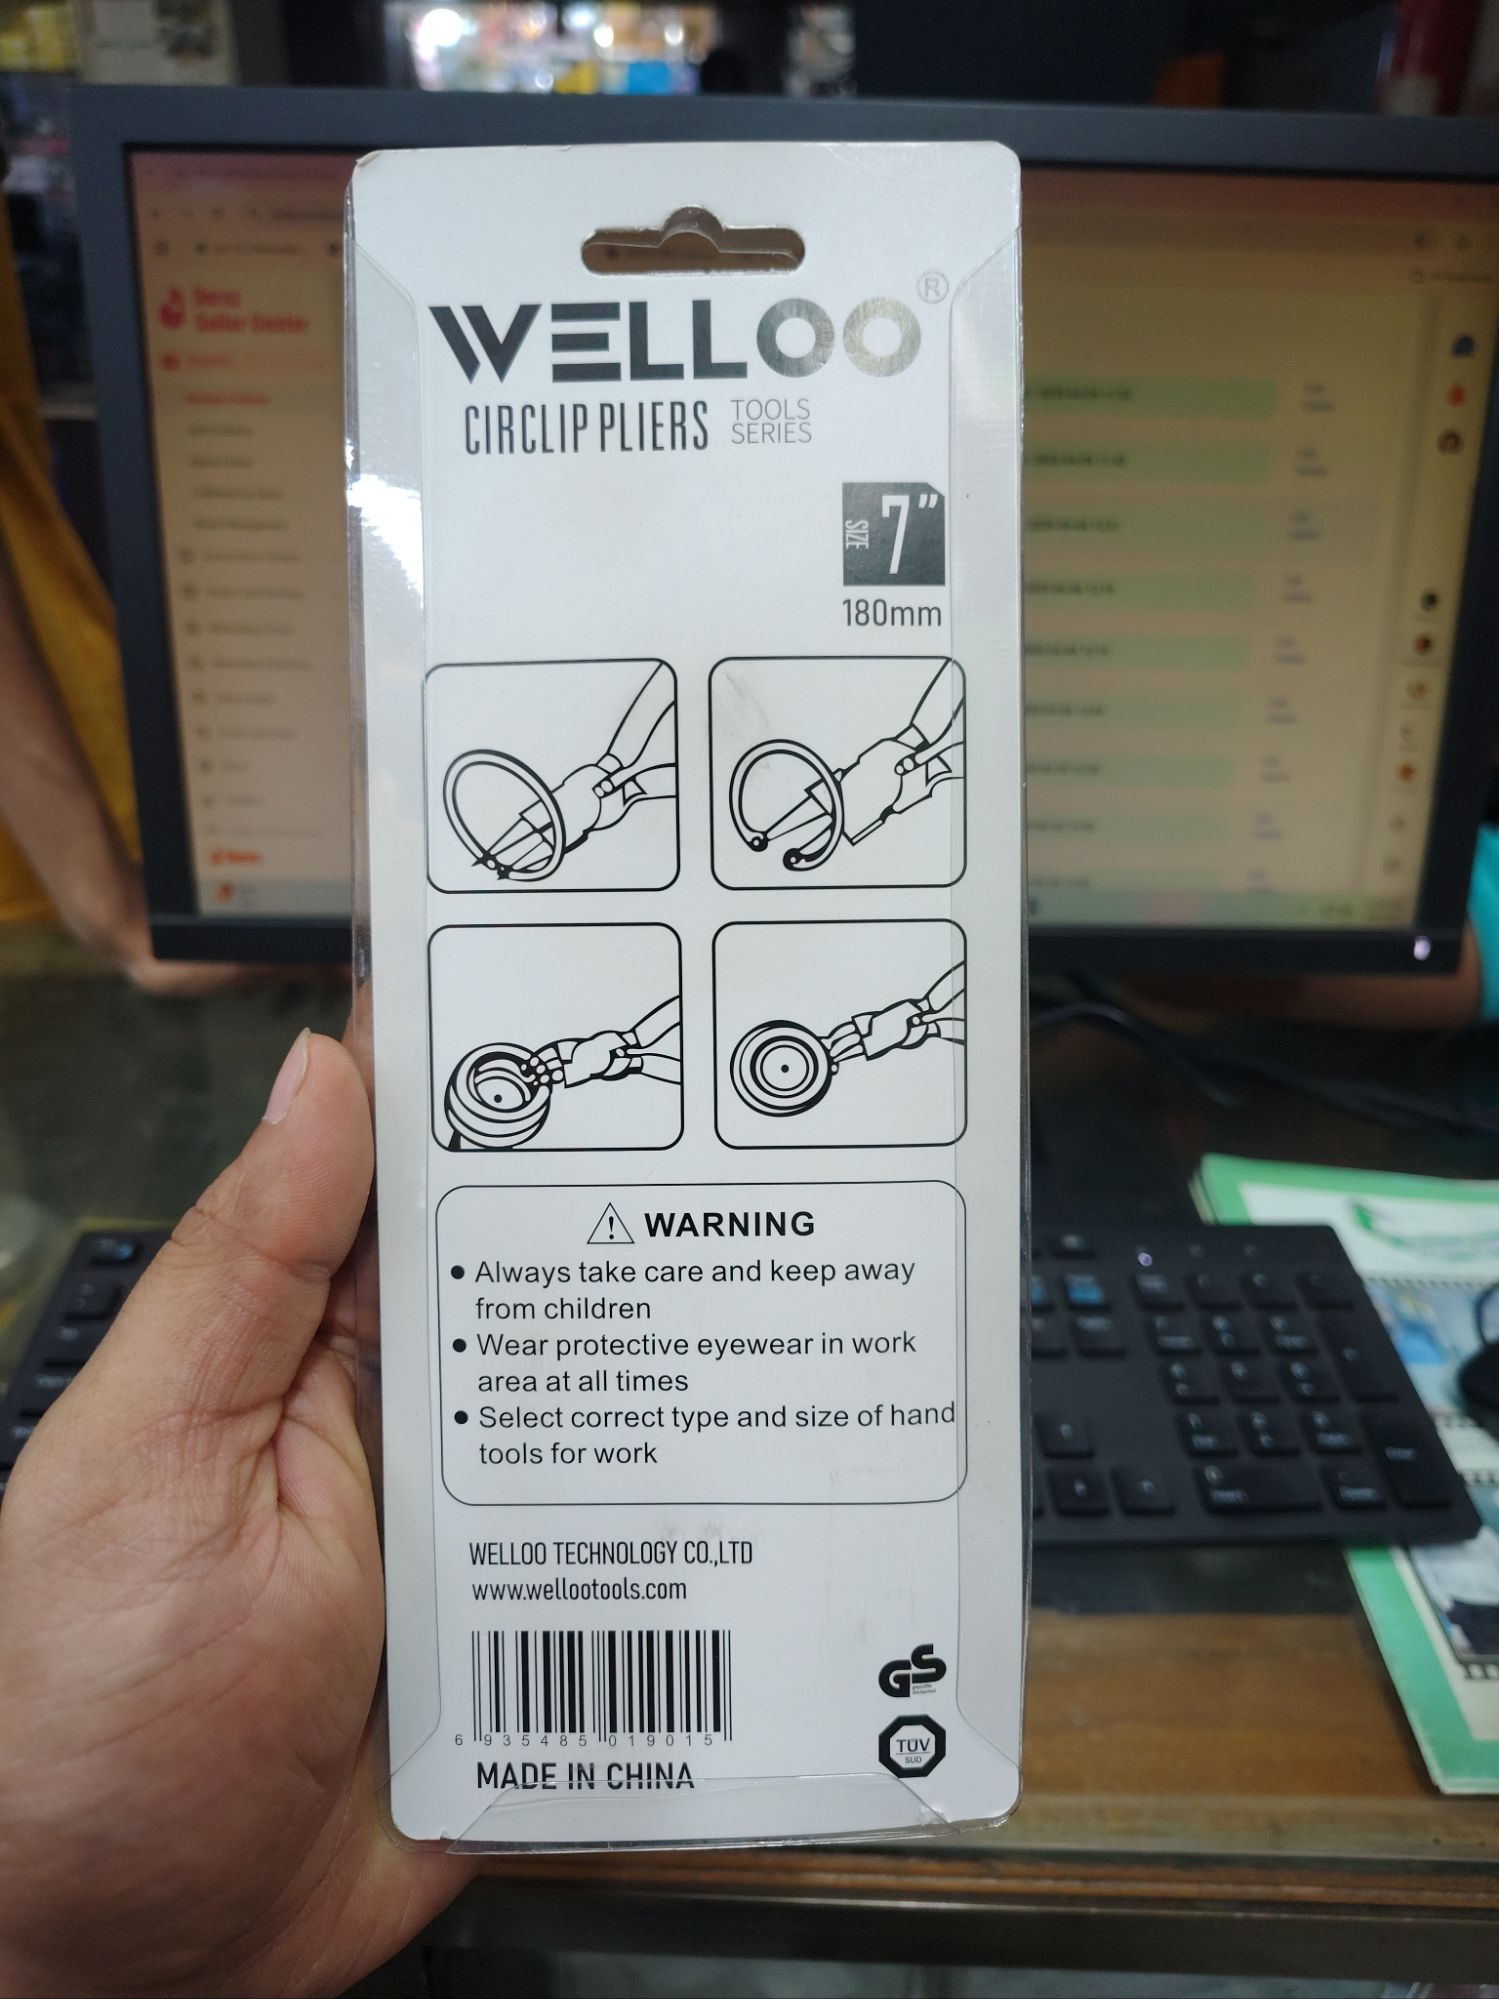 WELLOO®
CIRCLIP PLIERS TOOLS
SERIES
SIZE 7"
180mm
WARNING
● Always take care and keep away
from children
● Wear protective eyewear in work
area at all times
● Select correct type and size of hand
tools for work
WELLOO TECHNOLOGY CO.,LTD
www.wellootools.com
6 935485 019015
MADE IN CHINA
GS
TÜV
SUD